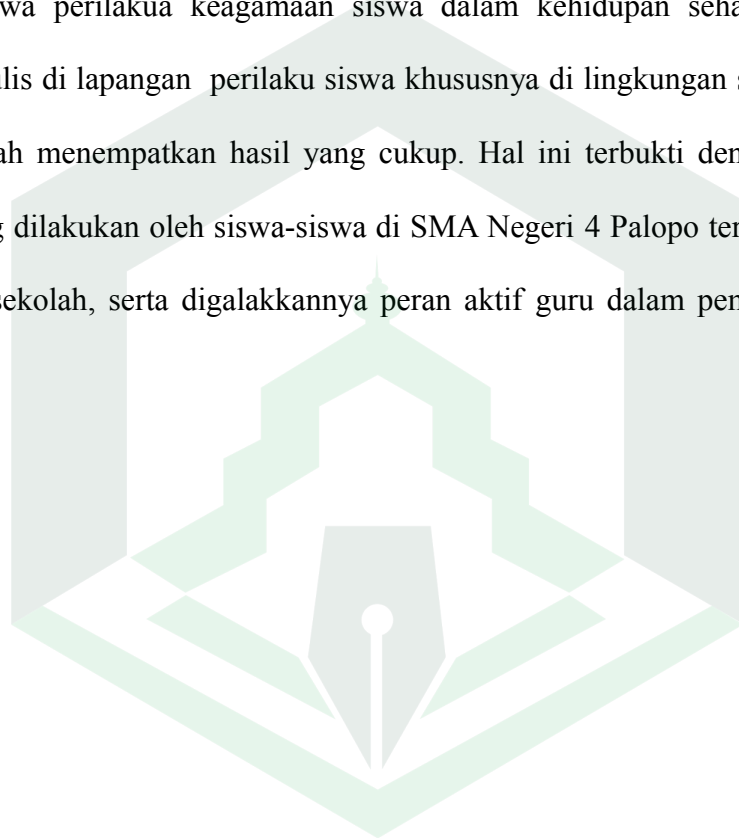 wa perilakua keagamaan siswa dalam kehidupan seha
ulis di lapangan perilaku siswa khususnya di lingkungan s
ah menempatkan hasil yang cukup. Hal ini terbukti den
g dilakukan oleh siswa-siswa di SMA Negeri 4 Palopo ter
sekolah, serta digalakkannya peran aktif guru dalam pen